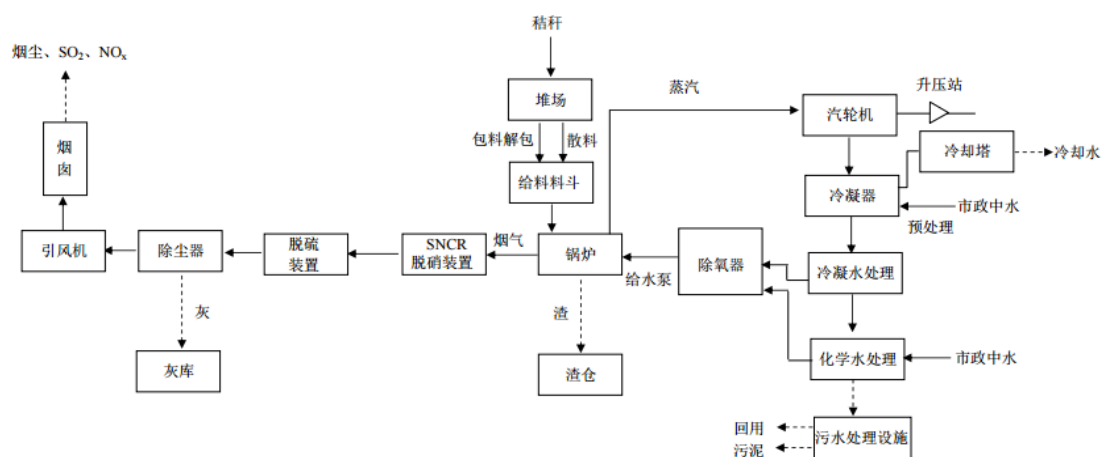 秸秆
烟尘、SO₂、NOₓ
堆场
蒸汽
汽轮机
升压站
包料解包
散料
烟
囱
冷却塔
冷却水
给料料斗
冷凝器
市政中水
预处理
引风机
除尘器
脱硫
装置
SNCR
脱硝装置
烟气
锅炉
给水泵
除氧器
冷凝水处理
灰
渣
灰库
渣仓
化学水处理
市政中水
回用
污泥
污水处理设施